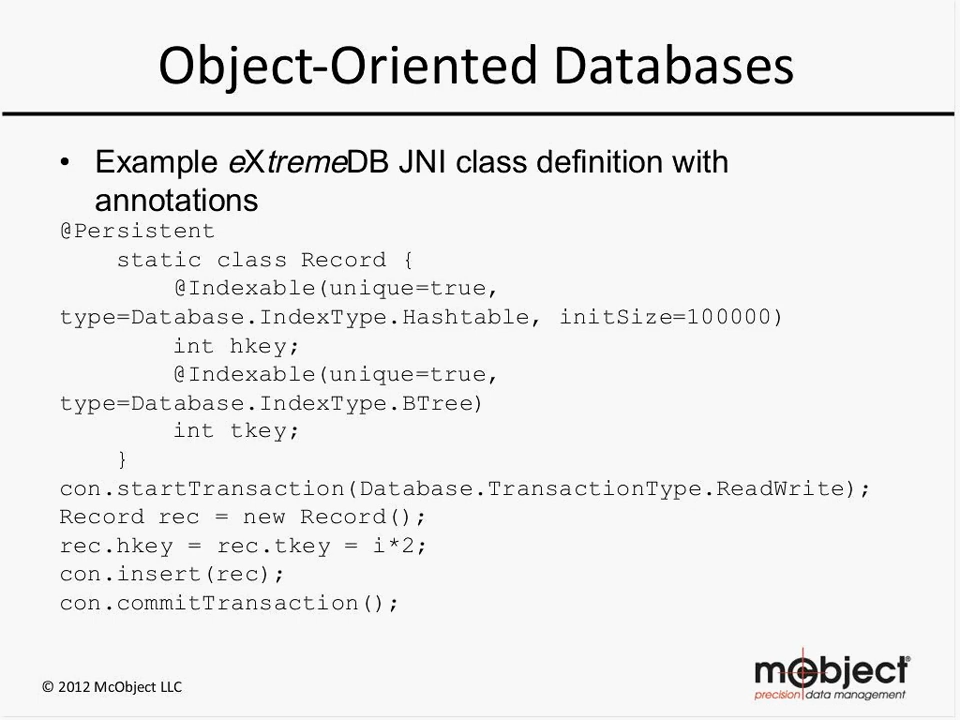 Object-Oriented Databases
• Example eXtremeDB JNI class definition with
annotations
@Persistent
    static class Record {
        @Indexable(unique=true,
type=Database.IndexType.Hashtable, initSize=100000)
        int hkey;
        @Indexable(unique=true,
type=Database.IndexType.BTree)
        int tkey;
    }
con.startTransaction(Database.TransactionType.ReadWrite);
Record rec = new Record();
rec.hkey = rec.tkey = i*2;
con.insert(rec);
con.commitTransaction();
mcobject®
precision data management
© 2012 McObject LLC